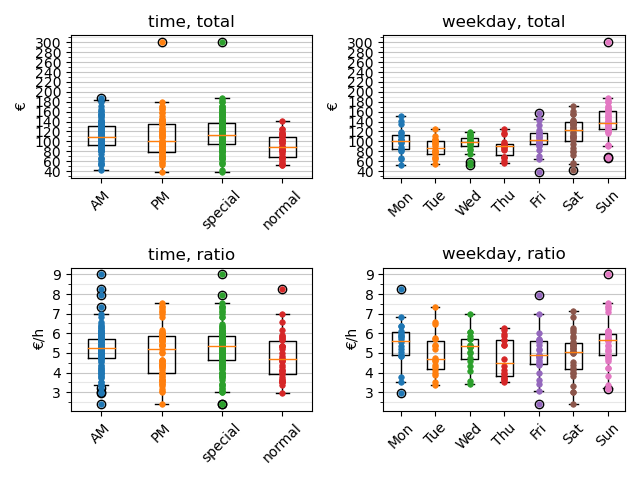 time, total
€
300
280
260
240
220
200
180
160
140
120
100
80
60
40
AM
PM
special
normal
weekday, total
€
300
280
260
240
220
200
180
160
140
120
100
80
60
40
Mon
Tue
Wed
Thu
Fri
Sat
Sun
time, ratio
€/h
9
8
7
6
5
4
3
AM
PM
special
normal
weekday, ratio
€/h
9
8
7
6
5
4
3
Mon
Tue
Wed
Thu
Fri
Sat
Sun